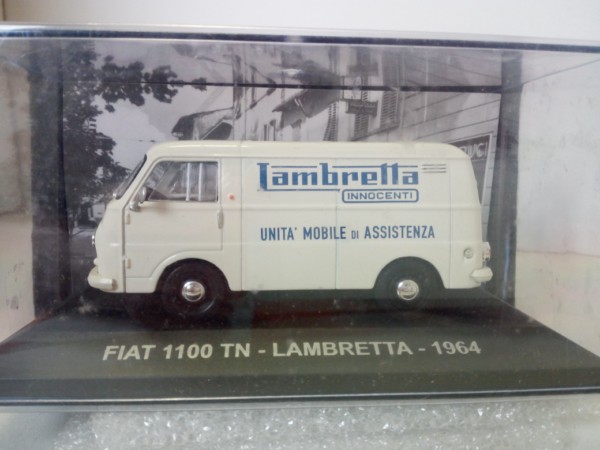 Lambretta
INNOCENTI
UNITA' MOBILE DI ASSISTENZA
FIAT 1100 TN - LAMBRETTA - 1964